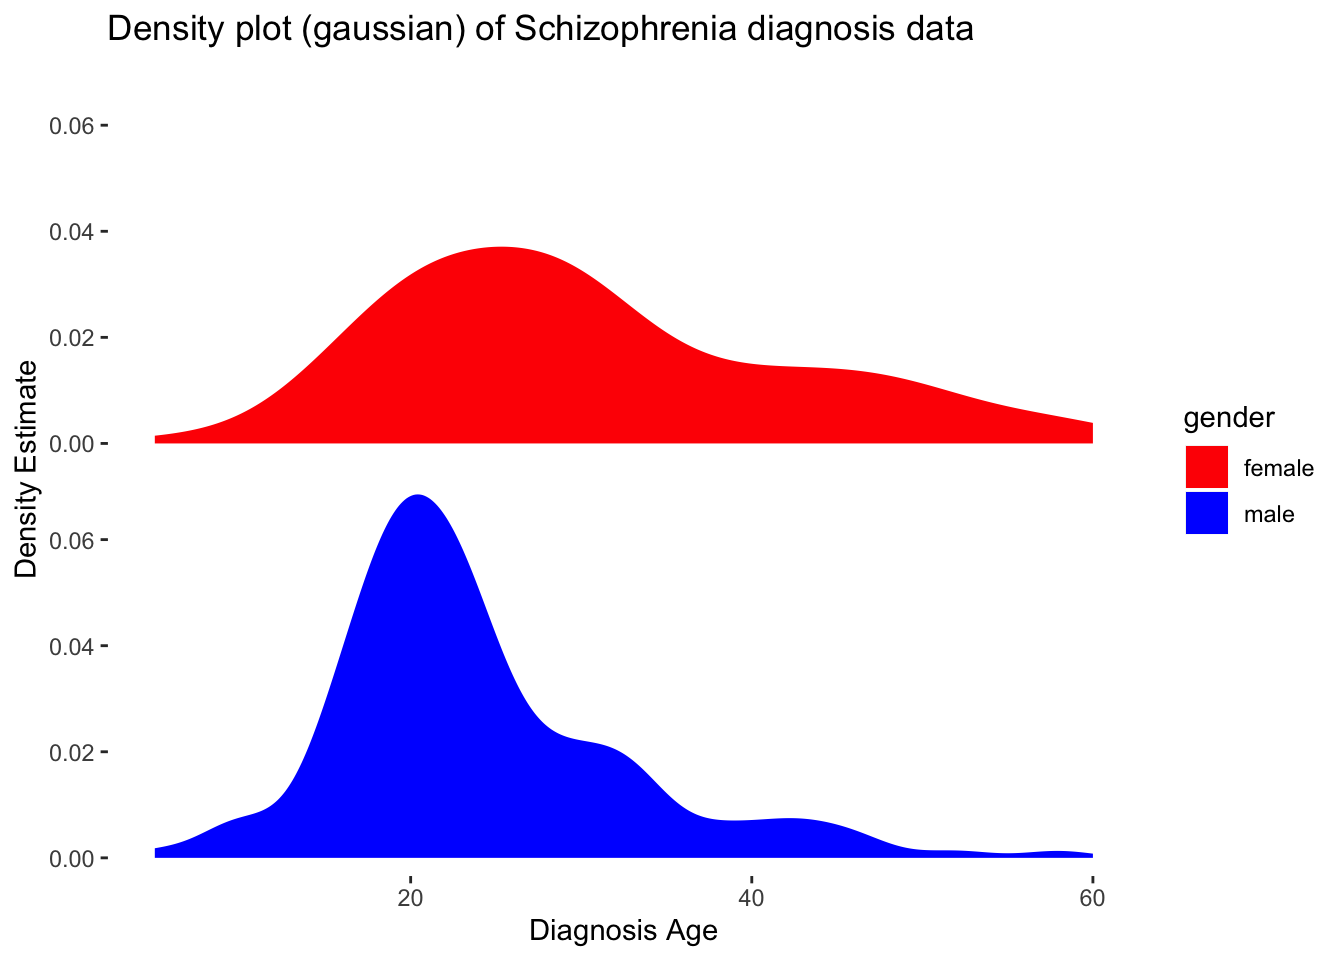 Density plot (gaussian) of Schizophrenia diagnosis data
0.06
0.04
0.02
0.00
Density Estimate
0.06
0.04
0.02
0.00
20 40 60
Diagnosis Age
gender
female
male